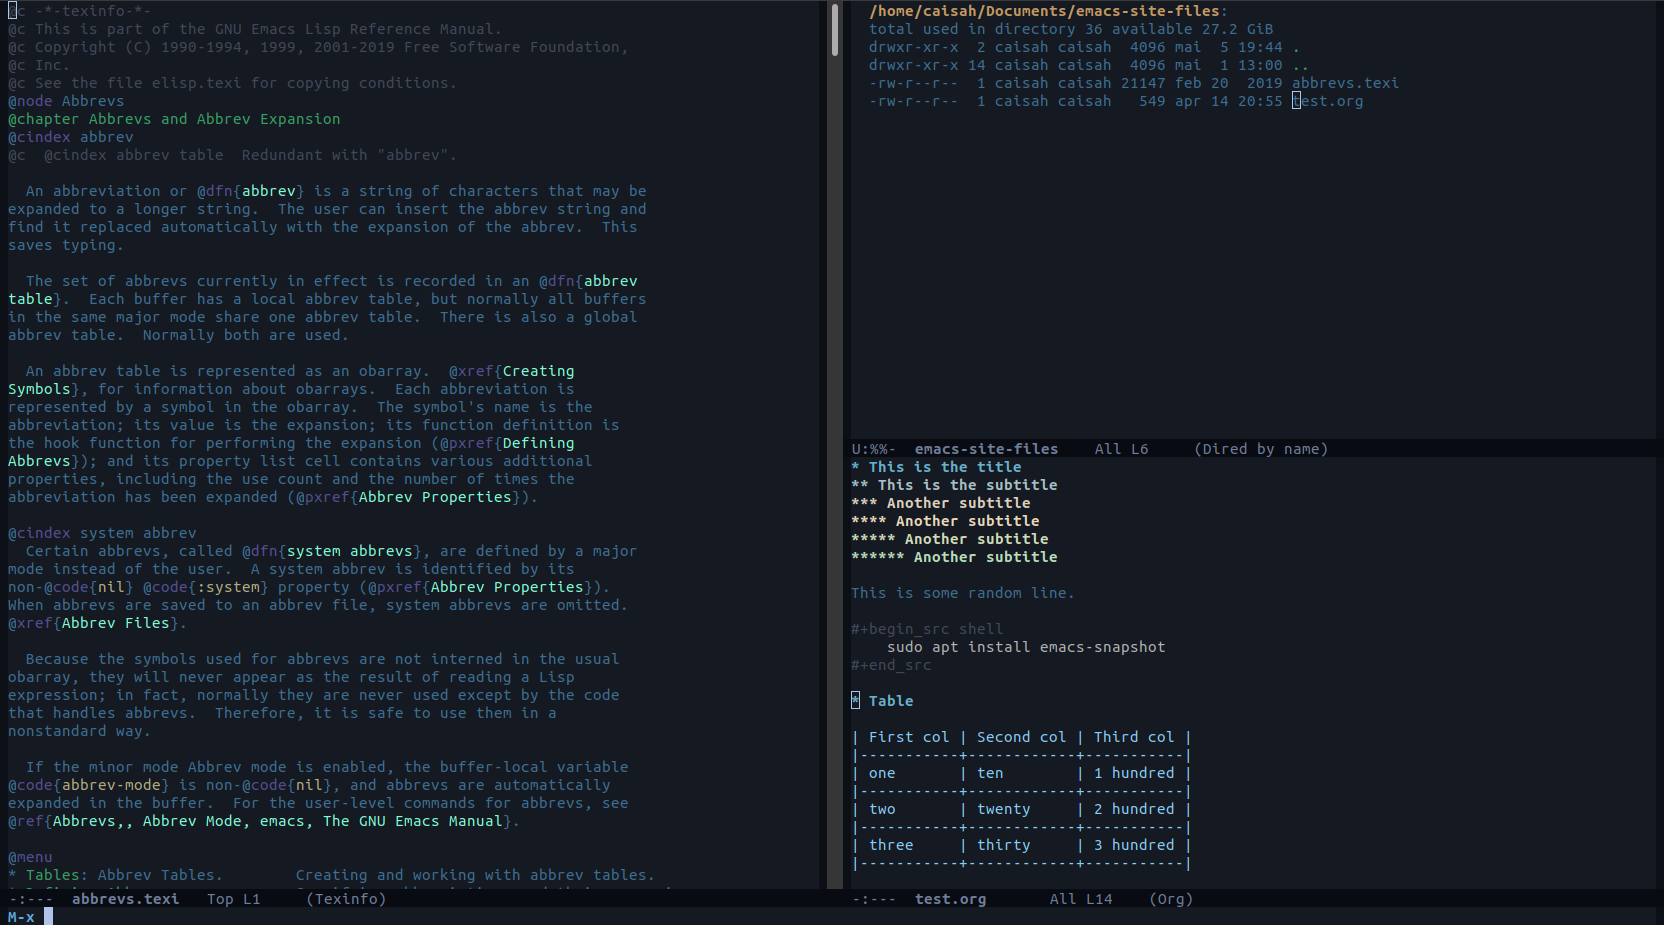 @c -*-texinfo-*-
@c This is part of the GNU Emacs Lisp Reference Manual.
@c Copyright (C) 1990-1994, 1999, 2001-2019 Free Software Foundation,
@c Inc.
@c See the file elisp.texi for copying conditions.
@node Abbrevs
@chapter Abbrevs and Abbrev Expansion
@cindex abbrev
@c  @cindex abbrev table  Redundant with "abbrev".

  An abbreviation or @dfn{abbrev} is a string of characters that may be
expanded to a longer string.  The user can insert the abbrev string and
find it replaced automatically with the expansion of the abbrev.  This
saves typing.

  The set of abbrevs currently in effect is recorded in an @dfn{abbrev
table}.  Each buffer has a local abbrev table, but normally all buffers
in the same major mode share one abbrev table.  There is also a global
abbrev table.  Normally both are used.

  An abbrev table is represented as an obarray.  @xref{Creating
Symbols}, for information about obarrays.  Each abbreviation is
represented by a symbol in the obarray.  The symbol's name is the
abbreviation; its value is the expansion; its function definition is
the hook function for performing the expansion (@pxref{Defining
Abbrevs}); and its property list cell contains various additional
properties, including the use count and the number of times the
abbreviation has been expanded (@pxref{Abbrev Properties}).

@cindex system abbrev
  Certain abbrevs, called @dfn{system abbrevs}, are defined by a major
mode instead of the user.  A system abbrev is identified by its
non-@code{nil} @code{:system} property (@pxref{Abbrev Properties}).
When abbrevs are saved to an abbrev file, system abbrevs are omitted.
@xref{Abbrev Files}.

  Because the symbols used for abbrevs are not interned in the usual
obarray, they will never appear as the result of reading a Lisp
expression; in fact, normally they are never used except by the code
that handles abbrevs.  Therefore, it is safe to use them in a
nonstandard way.

  If the minor mode Abbrev mode is enabled, the buffer-local variable
@code{abbrev-mode} is non-@code{nil}, and abbrevs are automatically
expanded in the buffer.  For the user-level commands for abbrevs, see
@ref{Abbrevs,, Abbrev Mode, emacs, The GNU Emacs Manual}.

@menu
* Tables: Abbrev Tables.        Creating and working with abbrev tables.
-:---  abbrevs.texi   Top L1     (Texinfo)
/home/caisah/Documents/emacs-site-files:
total used in directory 36 available 27.2 GiB
drwxr-xr-x  2 caisah caisah  4096 mai  5 19:44 .
drwxr-xr-x 14 caisah caisah  4096 mai  1 13:00 ..
-rw-r--r--  1 caisah caisah 21147 feb 20  2019 abbrevs.texi
-rw-r--r--  1 caisah caisah   549 apr 14 20:55 test.org
U:%%-  emacs-site-files    All L6     (Dired by name)
* This is the title
** This is the subtitle
*** Another subtitle
**** Another subtitle
***** Another subtitle
****** Another subtitle

This is some random line.

#+begin_src shell
    sudo apt install emacs-snapshot
#+end_src

* Table

| First col | Second col | Third col |
|-----------+------------+-----------|
| one       | ten        | 1 hundred |
|-----------+------------+-----------|
| two       | twenty     | 2 hundred |
|-----------+------------+-----------|
| three     | thirty     | 3 hundred |
|-----------+------------+-----------|
-:---  test.org       All L14    (Org)
M-x